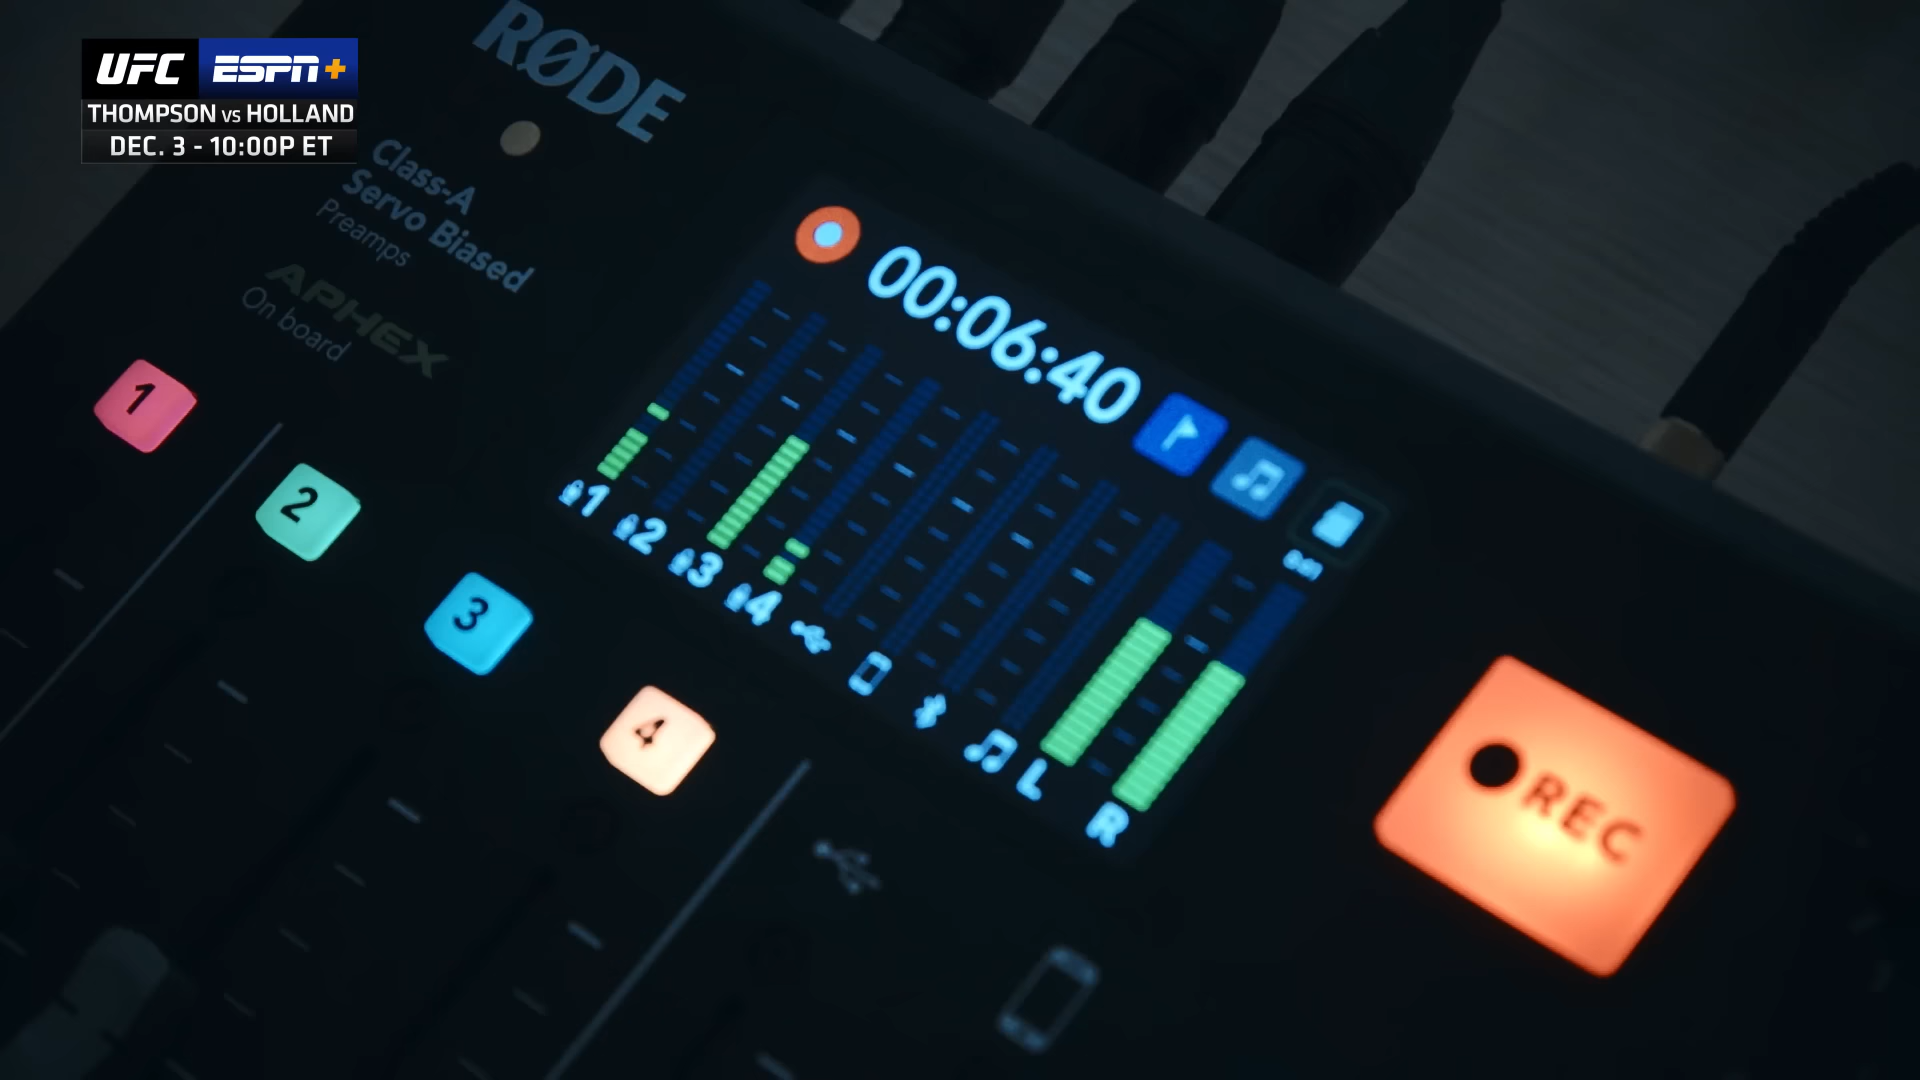 UFC ESPN+
THOMPSON VS HOLLAND
DEC. 3 - 10:00P ET
RØDE
Class-A
Servo Biased
Preamps
APHEX
On board
00:06:40
1
2
3
4
1
2
3
4
L
R
REC